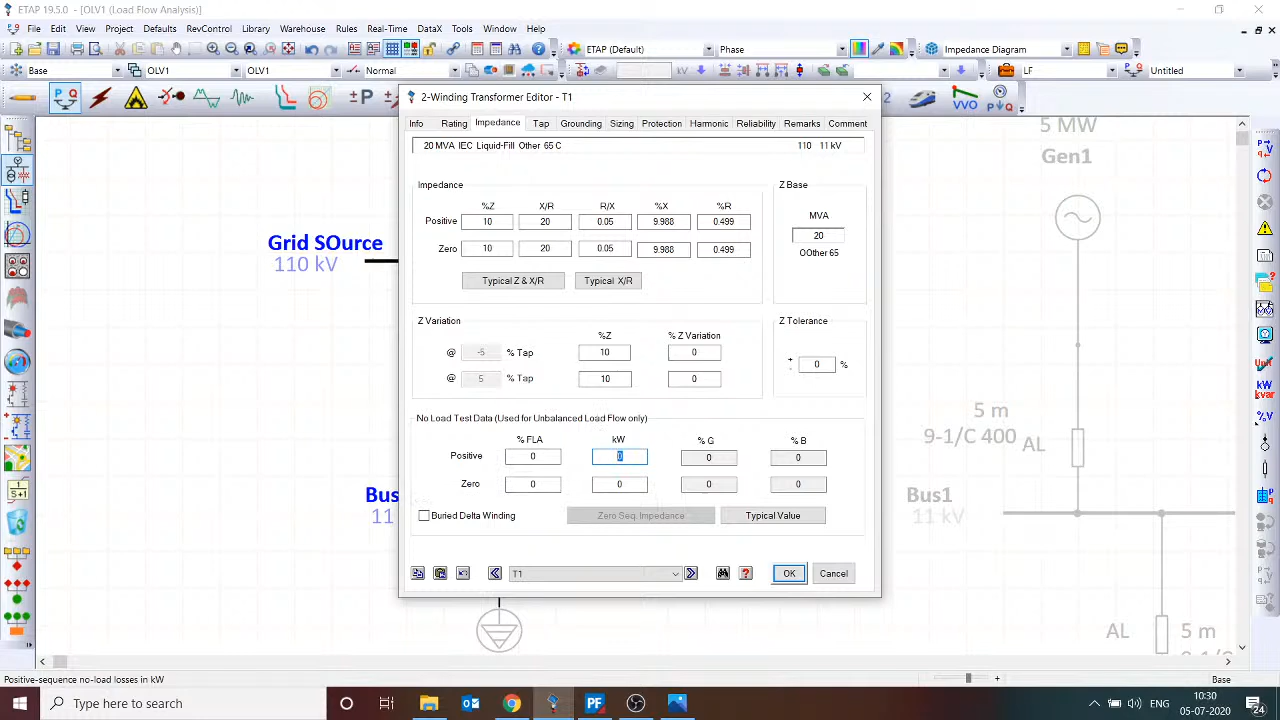 ETAP 19.5.0 - [OLV1 (Load Flow Analysis)]
File Edit View Project Defaults RevControl Library Warehouse Rules Real-Time DataX Tools Window Help
ETAP (Default) Phase Impedance Diagram
Base OLV1 OLV1 Normal kV LF Untitled
VVO
2-Winding Transformer Editor - T1
Info Rating Impedance Tap Grounding Sizing Protection Harmonic Reliability Remarks Comment
20 MVA IEC Liquid-Fill Other 65 C 110 11 kV
Impedance
%Z X/R R/X %X %R
Positive 10 20 0.05 9.988 0.499
Zero 10 20 0.05 9.988 0.499
Typical Z & X/R Typical X/R
Z Base
MVA
20
OOther 65
Z Variation
%Z % Z Variation
@ -5 % Tap 10 0
@ 5 % Tap 10 0
Z Tolerance
+ - 0 %
No Load Test Data (Used for Unbalanced Load Flow only)
% FLA kW % G % B
Positive 0 0 0 0
Zero 0 0 0 0
Buried Delta Winding Zero Seq. Impedance Typical Value
T1 OK Cancel
Grid SOurce
110 kV
Bus
11
5 MW
Gen1
5 m
9-1/C 400 AL
Bus1
11 kV
AL 5 m
Positive-sequence no-load losses in kW
Base
Type here to search
10:30
05-07-2020
24